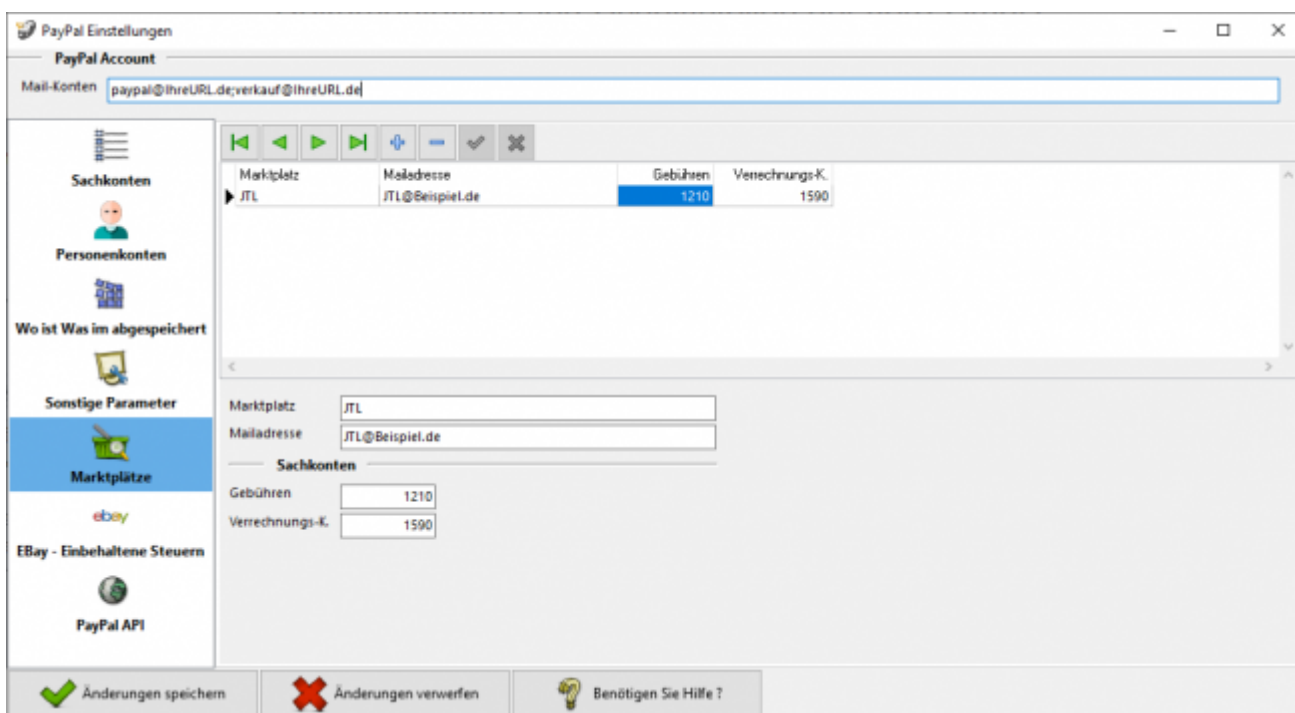 PayPal Einstellungen
PayPal Account
Mail-Konten paypal@IhreURL.de;verkauf@IhreURL.de
Sachkonten
Personenkonten
Wo ist Was im abgespeichert
Sonstige Parameter
Marktplätze
ebay
EBay - Einbehaltene Steuern
PayPal API
Marktplatz Mailadresse Gebühren Verrechnungs-K.
JTL JTL@Beispiel.de 1210 1590
Marktplatz JTL
Mailadresse JTL@Beispiel.de
Sachkonten
Gebühren 1210
Verrechnungs-K. 1590
Änderungen speichern Änderungen verwerfen Benötigen Sie Hilfe ?